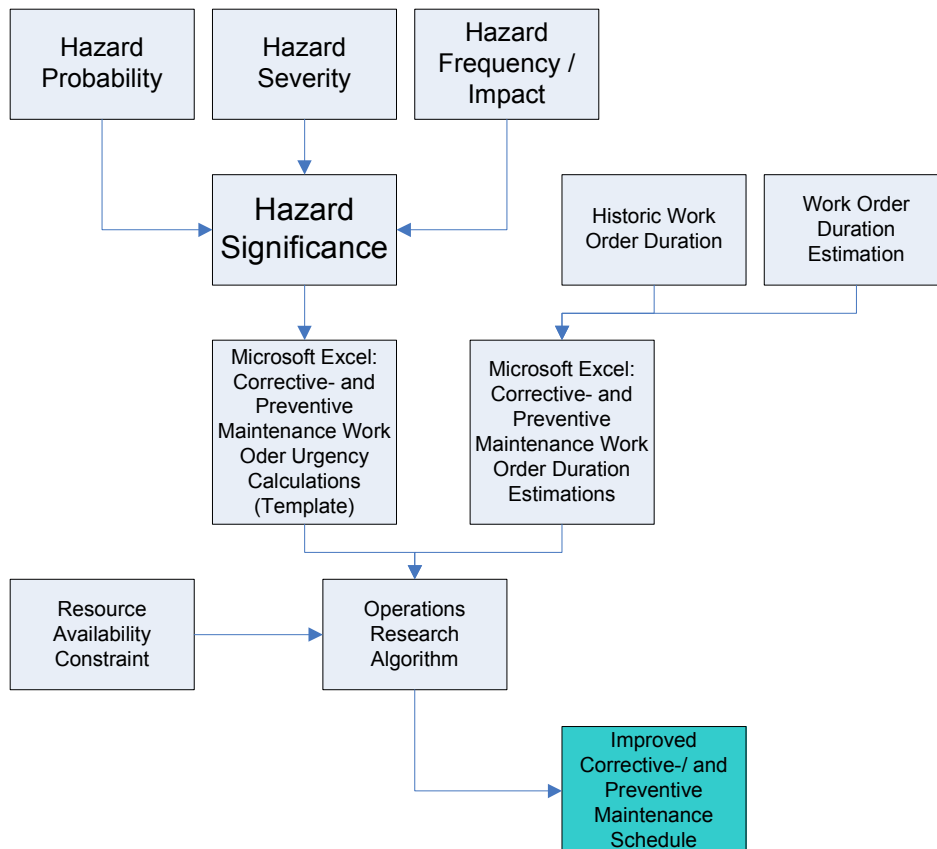 Hazard
Probability
Hazard
Severity
Hazard
Frequency /
Impact
Hazard
Significance
Historic Work
Order Duration
Work Order
Duration
Estimation
Microsoft Excel:
Corrective- and
Preventive
Maintenance Work
Oder Urgency
Calculations
(Template)
Microsoft Excel:
Corrective- and
Preventive
Maintenance Work
Order Duration
Estimations
Resource
Availability
Constraint
Operations
Research
Algorithm
Improved
Corrective-/ and
Preventive
Maintenance
Schedule